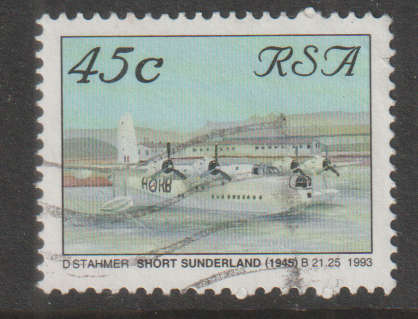 45c RSA
D STAHMER SHORT SUNDERLAND (1945) B 21.25 1993